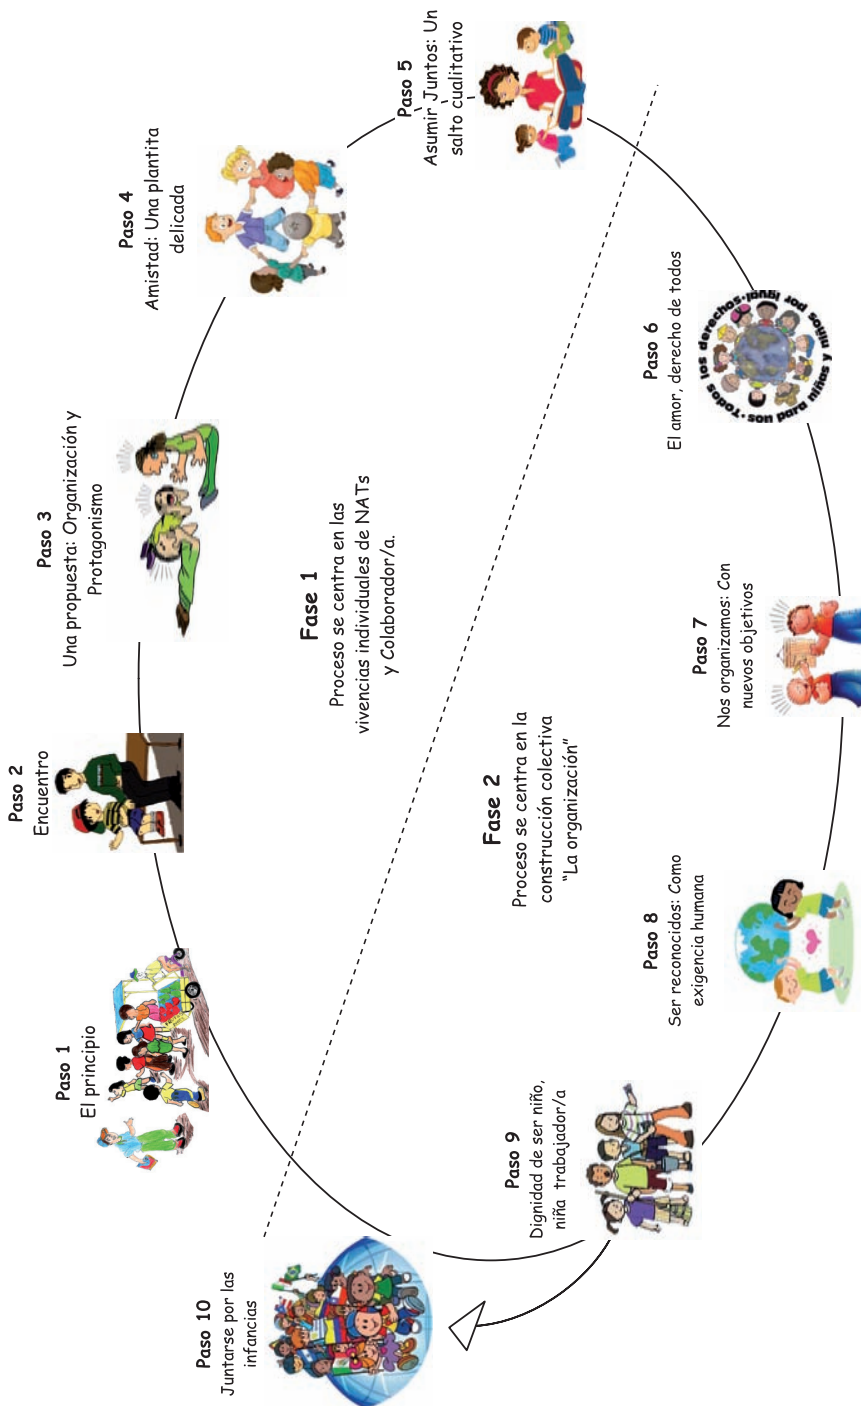 Paso 1
El principio
Paso 2
Encuentro
Paso 3
Una propuesta: Organización y
Protagonismo
Paso 4
Amistad: Una plantita
delicada
Paso 5
Asumir Juntos: Un
salto cualitativo
Fase 1
Proceso se centra en las
vivencias individuales de NATs
y Colaborador/a.
Fase 2
Proceso se centra en la
construcción colectiva
"La organización"
Paso 6
El amor, derecho de todos
Todos los derechos
son para niñas y niños por igual
Paso 7
Nos organizamos: Con
nuevos objetivos
Paso 8
Ser reconocidos: Como
exigencia humana
Paso 9
Dignidad de ser niño,
niña trabajador/a
Paso 10
Juntarse por las
infancias